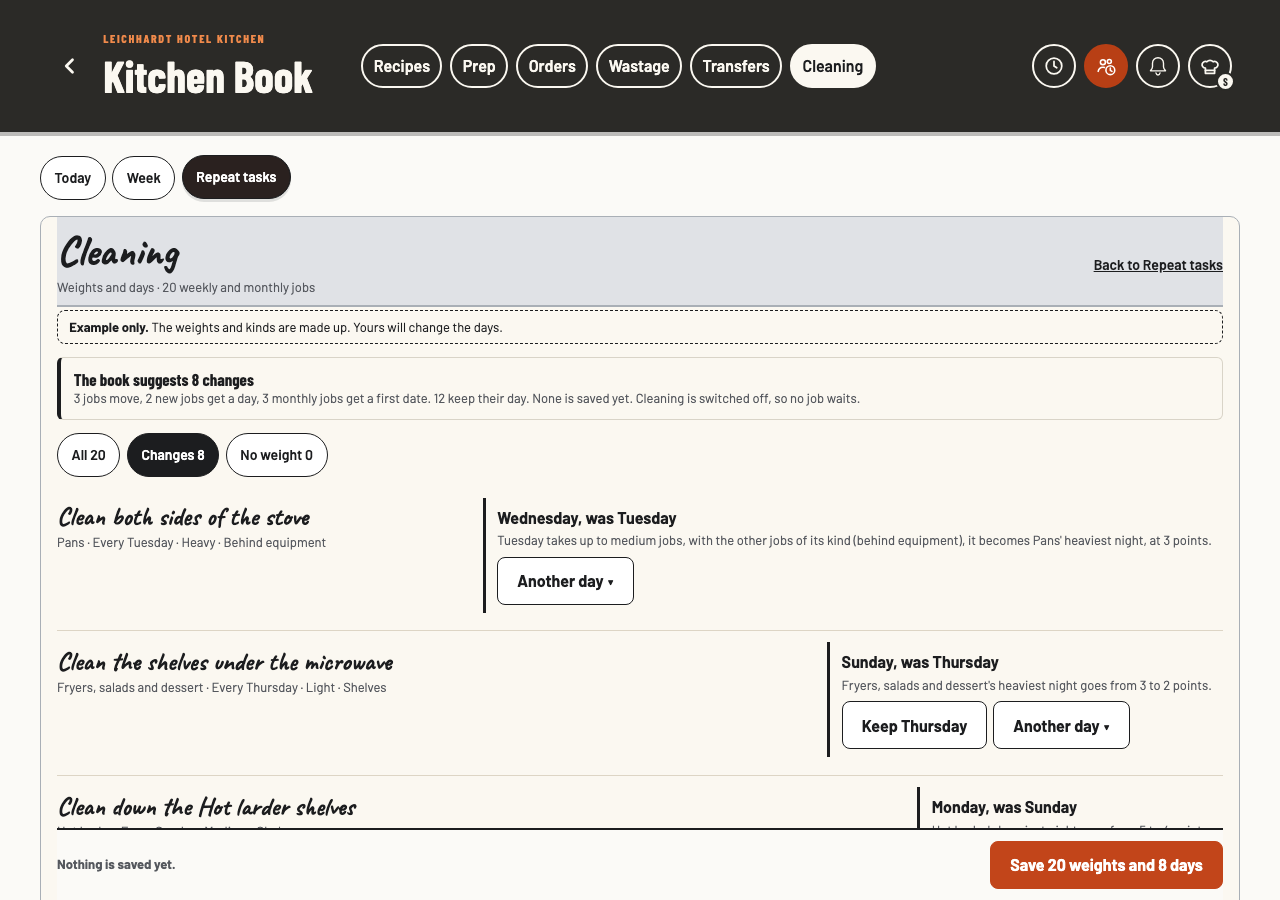 LEICHHARDT HOTEL KITCHEN
Kitchen Book
Recipes
Prep
Orders
Wastage
Transfers
Cleaning
S
Today
Week
Repeat tasks
Cleaning
Back to Repeat tasks
Weights and days · 20 weekly and monthly jobs
Example only. The weights and kinds are made up. Yours will change the days.
The book suggests 8 changes
3 jobs move, 2 new jobs get a day, 3 monthly jobs get a first date. 12 keep their day. None is saved yet. Cleaning is switched off, so no job waits.
All 20
Changes 8
No weight 0
Clean both sides of the stove
Pans · Every Tuesday · Heavy · Behind equipment
Wednesday, was Tuesday
Tuesday takes up to medium jobs, with the other jobs of its kind (behind equipment), it becomes Pans' heaviest night, at 3 points.
Another day ▾
Clean the shelves under the microwave
Fryers, salads and dessert · Every Thursday · Light · Shelves
Sunday, was Thursday
Fryers, salads and dessert's heaviest night goes from 3 to 2 points.
Keep Thursday
Another day ▾
Clean down the Hot larder shelves
Monday, was Sunday
Nothing is saved yet.
Save 20 weights and 8 days